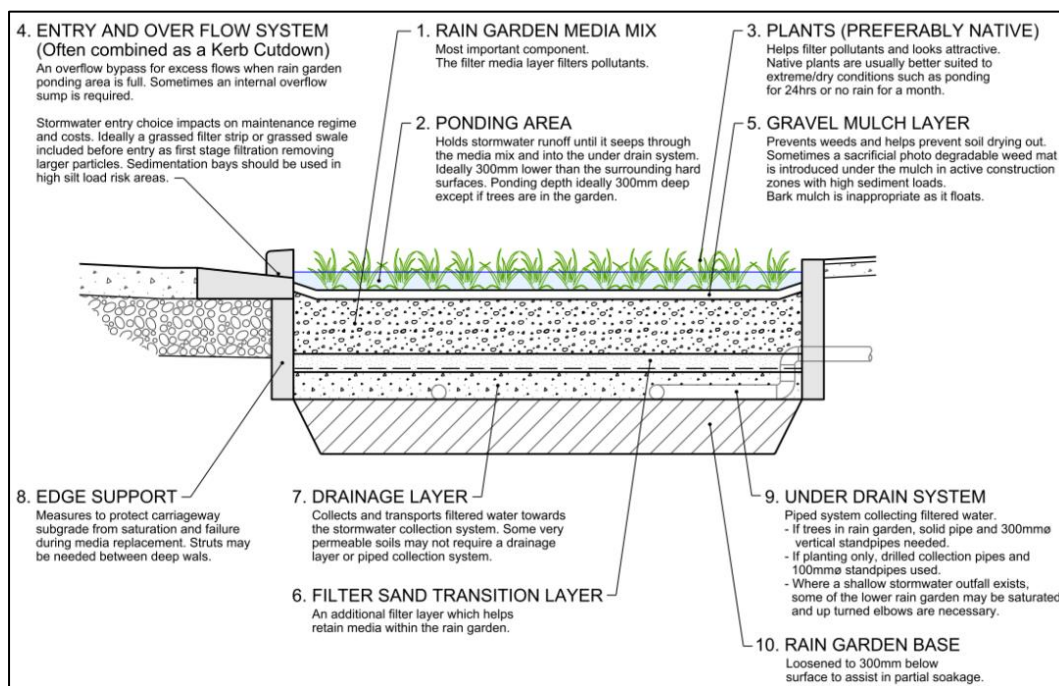 4. ENTRY AND OVER FLOW SYSTEM
(Often combined as a Kerb Cutdown)
An overflow bypass for excess flows when rain garden
ponding area is full. Sometimes an internal overflow
sump is required.
Stormwater entry choice impacts on maintenance regime
and costs. Ideally a grassed filter strip or grassed swale
included before entry as first stage filtration removing
larger particles. Sedimentation bays should be used in
high silt load risk areas.
1. RAIN GARDEN MEDIA MIX
Most important component.
The filter media layer filters pollutants.
2. PONDING AREA
Holds stormwater runoff until it seeps through
the media mix and into the under drain system.
Ideally 300mm lower than the surrounding hard
surfaces. Ponding depth ideally 300mm deep
except if trees are in the garden.
3. PLANTS (PREFERABLY NATIVE)
Helps filter pollutants and looks attractive.
Native plants are usually better suited to
extreme/dry conditions such as ponding
for 24hrs or no rain for a month.
5. GRAVEL MULCH LAYER
Prevents weeds and helps prevent soil drying out.
Sometimes a sacrificial photo degradable weed mat
is introduced under the mulch in active construction
zones with high sediment loads.
Bark mulch is inappropriate as it floats.
8. EDGE SUPPORT
Measures to protect carriageway
subgrade from saturation and failure
during media replacement. Struts may
be needed between deep wals.
7. DRAINAGE LAYER
Collects and transports filtered water towards
the stormwater collection system. Some very
permeable soils may not require a drainage
layer or piped collection system.
6. FILTER SAND TRANSITION LAYER
An additional filter layer which helps
retain media within the rain garden.
9. UNDER DRAIN SYSTEM
Piped system collecting filtered water.
- If trees in rain garden, solid pipe and 300mmø
vertical standpipes needed.
- If planting only, drilled collection pipes and
100mmø standpipes used.
- Where a shallow stormwater outfall exists,
some of the lower rain garden may be saturated
and up turned elbows are necessary.
10. RAIN GARDEN BASE
Loosened to 300mm below
surface to assist in partial soakage.